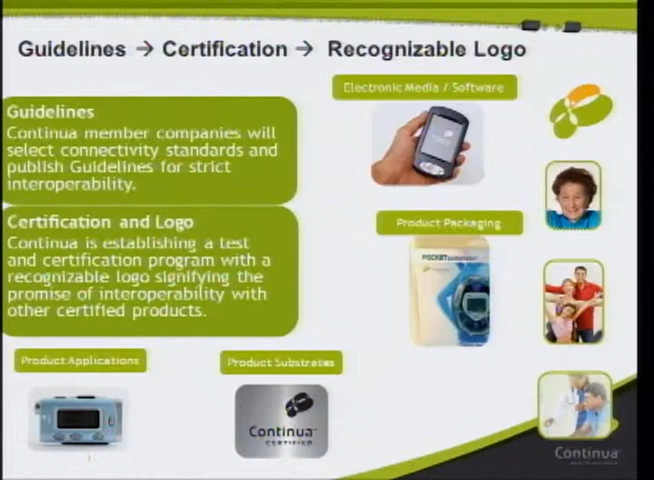 Guidelines → Certification → Recognizable Logo
Electronic Media / Software
Guidelines
Continua member companies will
select connectivity standards and
publish Guidelines for strict
interoperability.
Product Packaging
Certification and Logo
Continua is establishing a test
and certification program with a
recognizable logo signifying the
promise of interoperability with
other certified products.
POCKET
Product Applications
Product Substrates
Continua
CERTIFIED
Continua